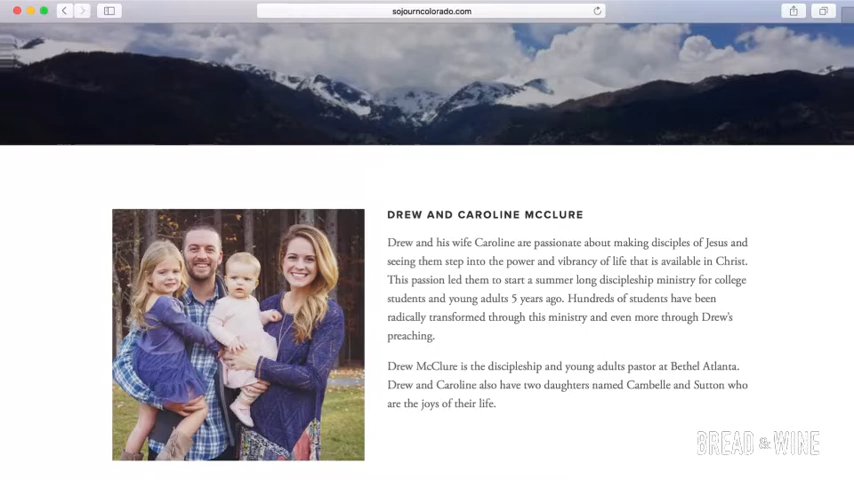 sojourncolorado.com
DREW AND CAROLINE MCCLURE
Drew and his wife Caroline are passionate about making disciples of Jesus and
seeing them step into the power and vibrancy of life that is available in Christ.
This passion led them to start a summer long discipleship ministry for college
students and young adults 5 years ago. Hundreds of students have been
radically transformed through this ministry and even more through Drew's
preaching.
Drew McClure is the discipleship and young adults pastor at Bethel Atlanta.
Drew and Caroline also have two daughters named Cambelle and Sutton who
are the joys of their life.
BREAD & WINE